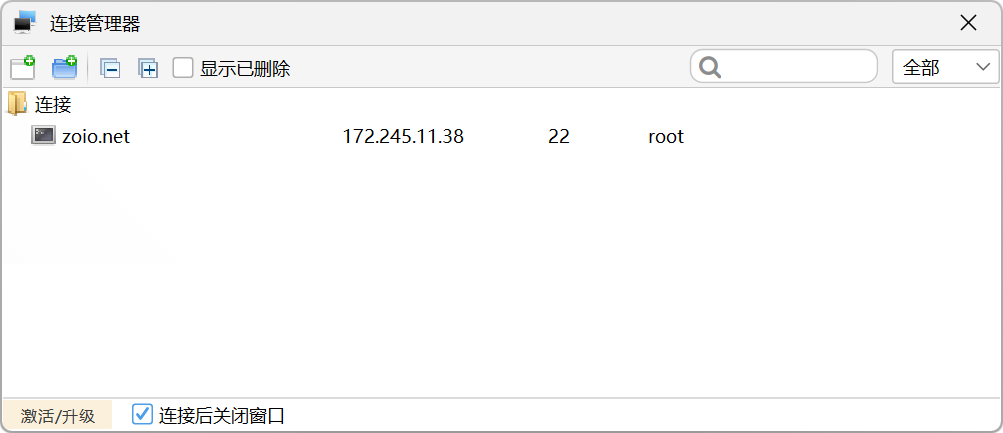 连接管理器
显示已删除 全部
连接
zoio.net 172.245.11.38 22 root
激活/升级 连接后关闭窗口